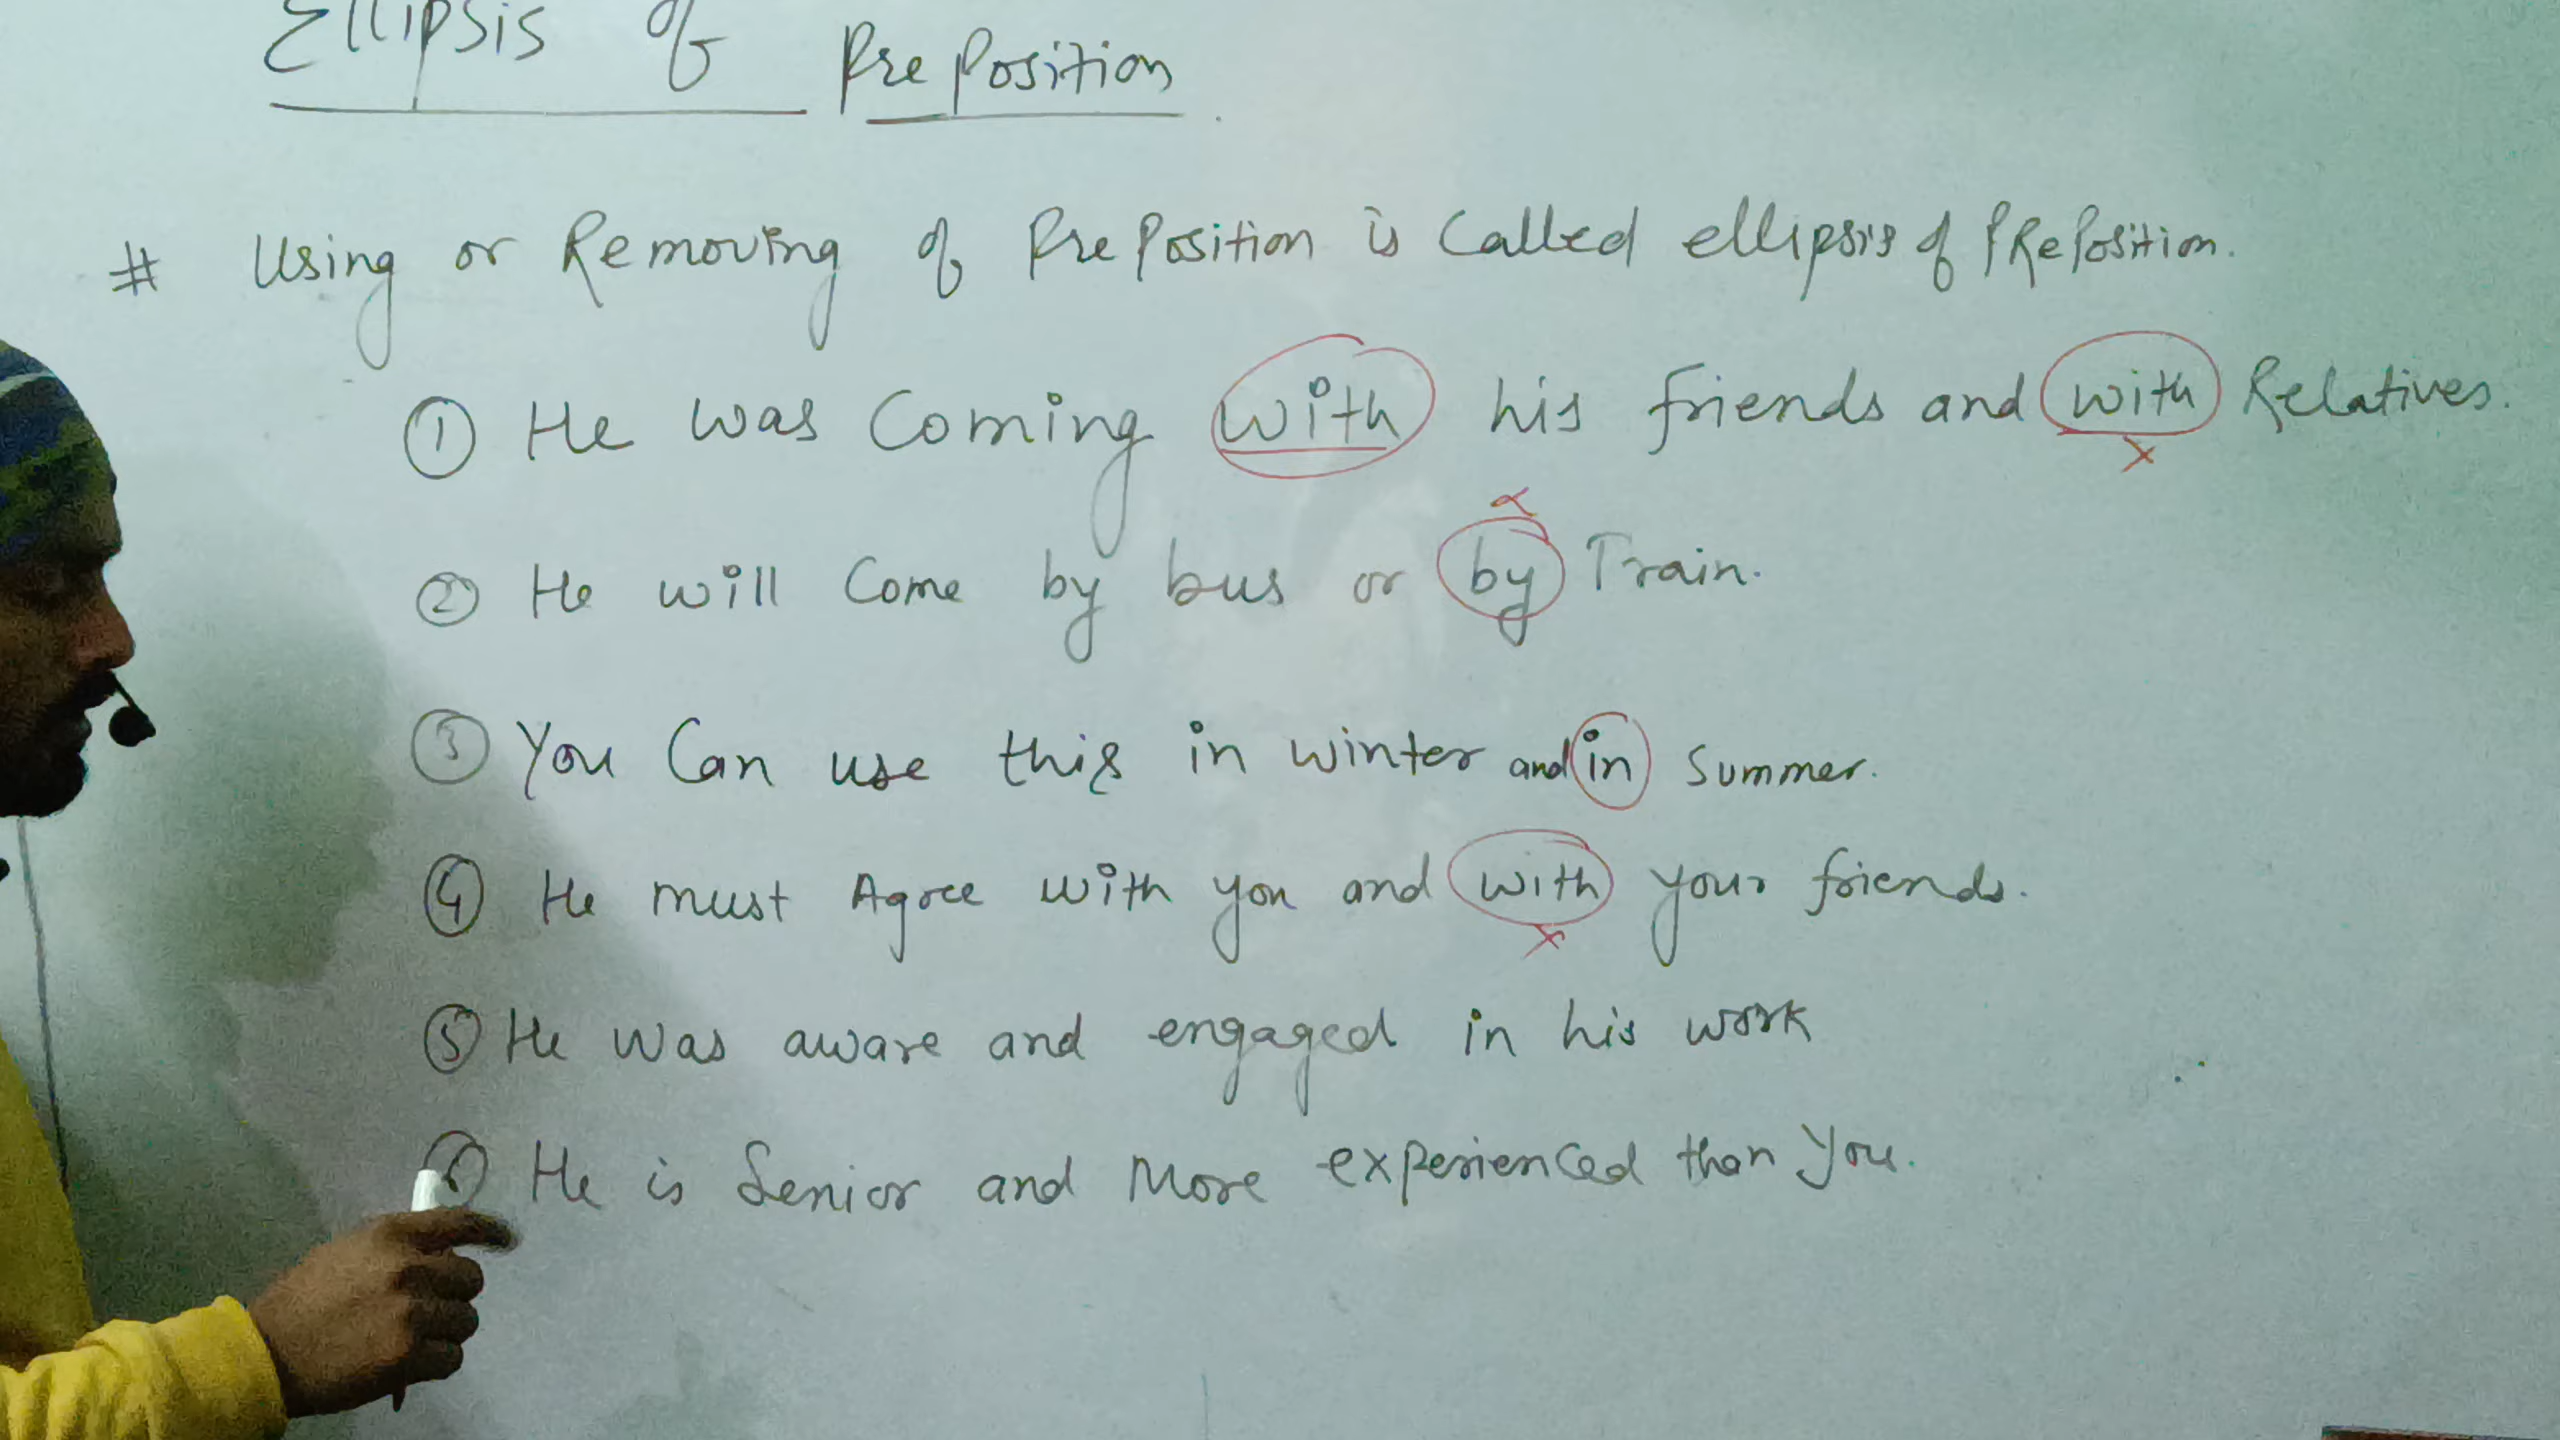 Ellipsis of Preposition
# Using or Removing of Preposition is Called ellipsis of PRePosition.
① He was Coming with his friends and with Relatives.
② He will Come by bus or by Train.
③ You Can use this in winter and in Summer.
④ He must Agree with you and with your friends.
⑤ He was aware and engaged in his work
⑥ He is Senior and More experienced than you.